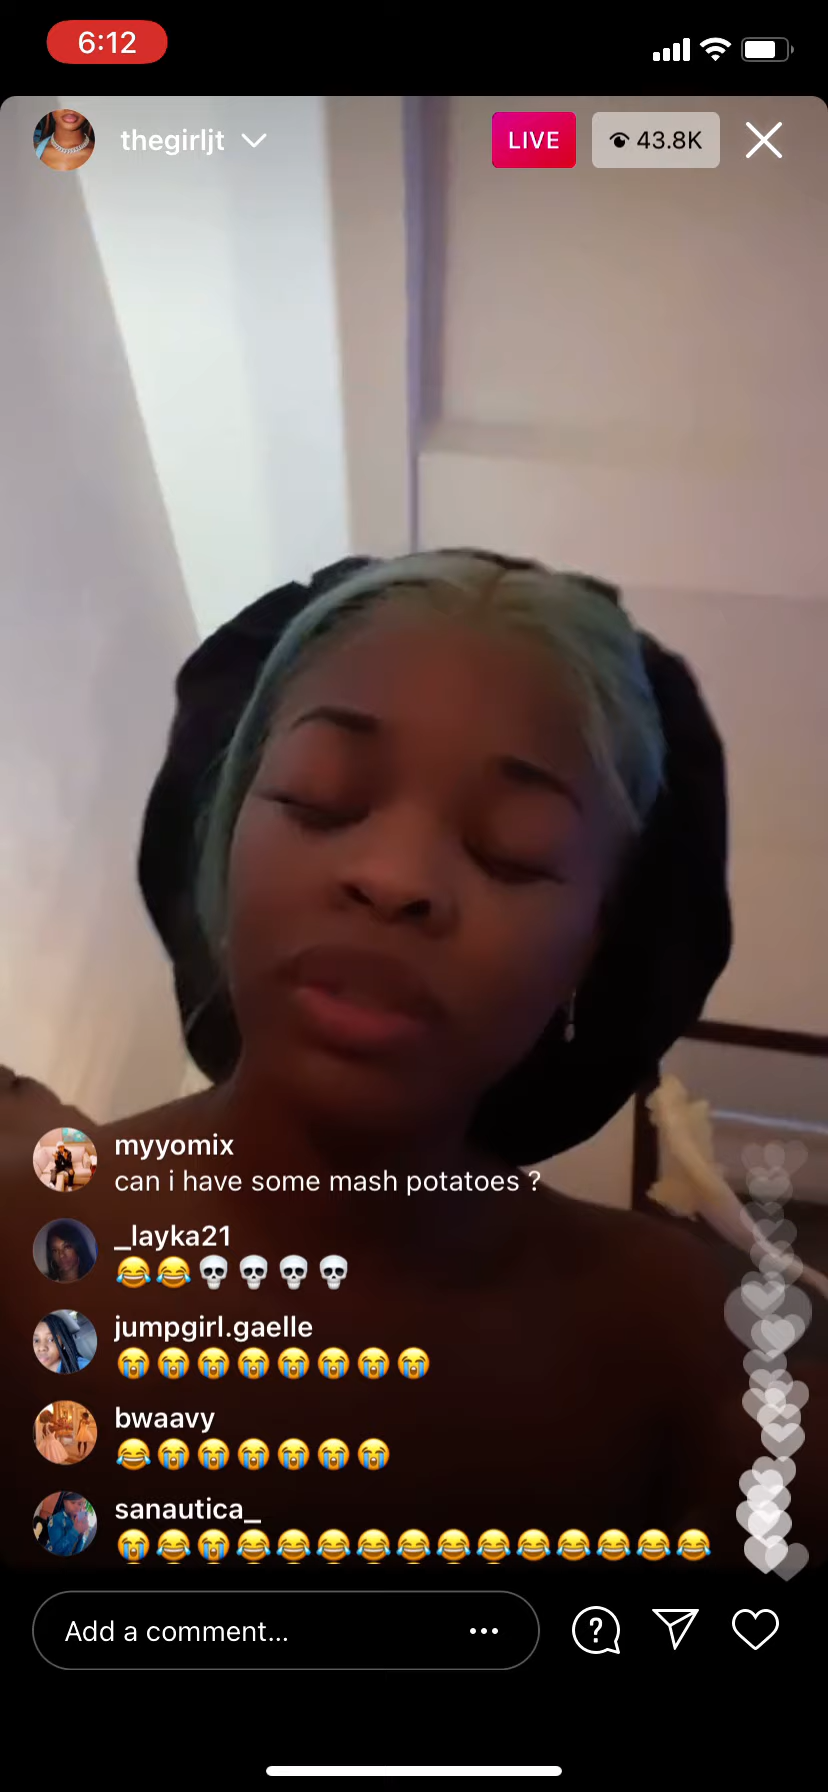 6:12
thegirljt
LIVE
43.8K
myyomix
can i have some mash potatoes ?
_layka21
😂😂💀💀💀💀
jumpgirl.gaelle
😭😭😭😭😭😭😭😭
bwaavy
😂😭😭😭😭😭😭
sanautica_
😭😂😭😂😂😂😂😂😂😂😂😂😂😂😂
Add a comment...